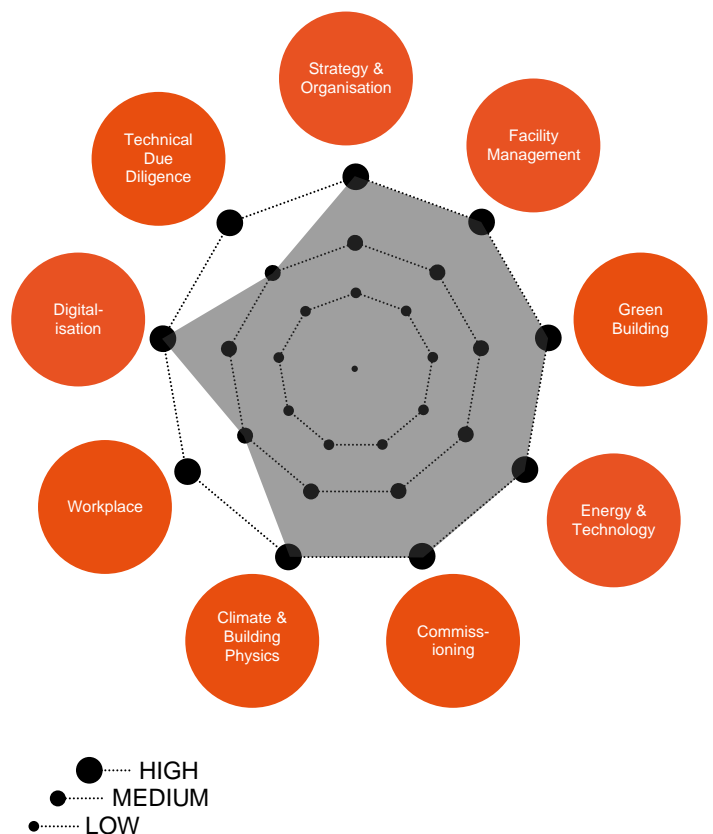 Strategy &
Organisation
Technical
Due
Diligence
Facility
Management
Digital-
isation
Green
Building
Workplace
Energy &
Technology
Climate &
Building
Physics
Commiss-
ioning
HIGH
MEDIUM
LOW